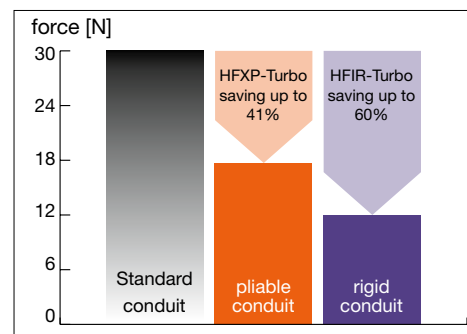 force [N]
30
24
18
12
6
0
HFXP-Turbo
saving up to
41%
HFIR-Turbo
saving up to
60%
Standard
conduit
pliable
conduit
rigid
conduit